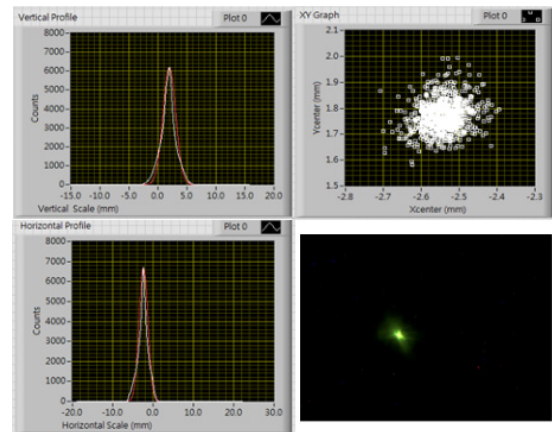 Vertical Profile
Plot 0
8000
7000
6000
5000
4000
3000
2000
1000
0
Counts
-15.0 -10.0 -5.0 0.0 5.0 10.0 15.0 20.0
Vertical Scale (mm)
XY Graph
Plot 0
2.1
2.0
1.9
1.8
1.7
1.6
1.5
Ycenter (mm)
-2.8 -2.7 -2.6 -2.5 -2.4 -2.3
Xcenter (mm)
Horizontal Profile
Plot 0
8000
7000
6000
5000
4000
3000
2000
1000
0
Counts
-20.0 -10.0 0.0 10.0 20.0 30.0
Horizontal Scale (mm)